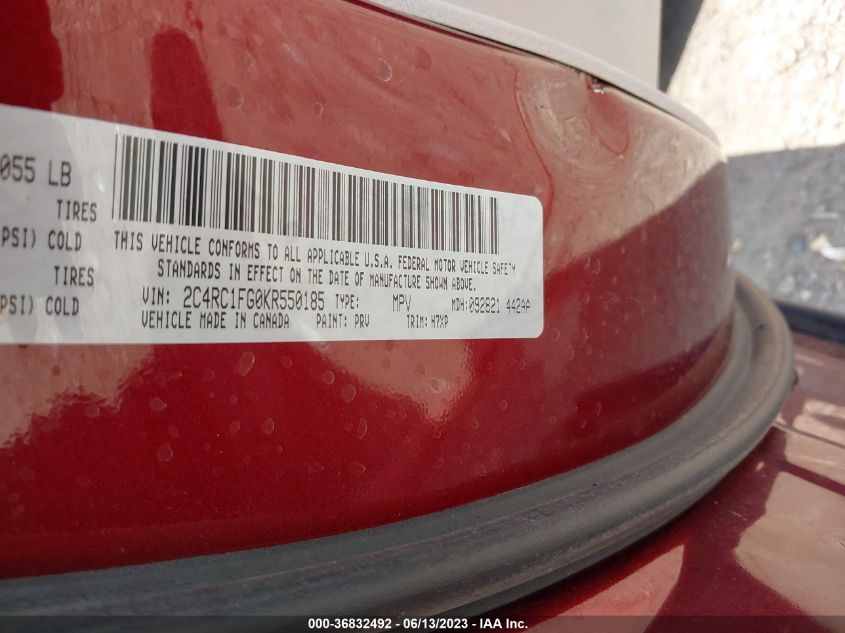 055 LB
TIRES
PSI) COLD
TIRES
PSI) COLD
THIS VEHICLE CONFORMS TO ALL APPLICABLE U.S.A. FEDERAL MOTOR VEHICLE SAFETY
STANDARDS IN EFFECT ON THE DATE OF MANUFACTURE SHOWN ABOVE.
VIN: 2C4RC1FG0KR550185 TYPE: MPV MDH:092821 442AA
VEHICLE MADE IN CANADA PAINT: PRV TRIM: H7XP
000-36832492 - 06/13/2023 - IAA Inc.